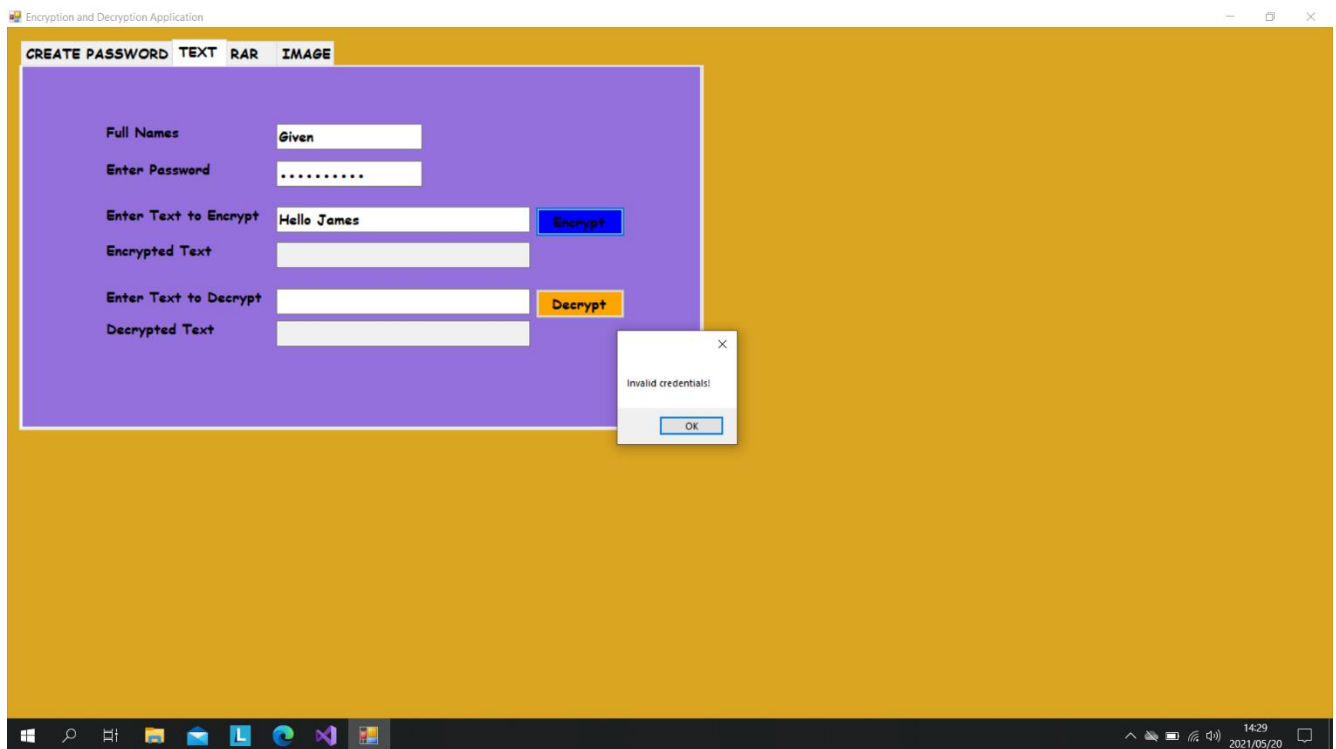 Encryption and Decryption Application
CREATE PASSWORD TEXT RAR IMAGE
Full Names Given
Enter Password ••••••••••
Enter Text to Encrypt Hello James Encrypt
Encrypted Text
Enter Text to Decrypt Decrypt
Decrypted Text
Invalid credentials!
OK
L
14:29
2021/05/20